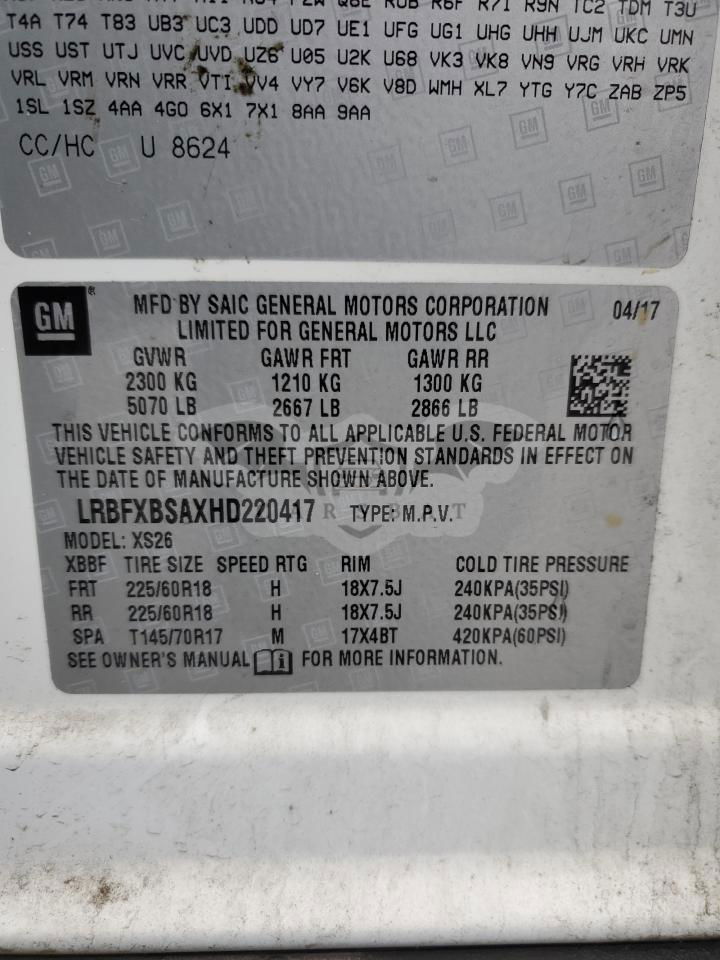 R9N TC2 TDM T3U
T4A T74 T83 UB3 UC3 UDD UD7 UE1 UFG UG1 UHG UHH UJM UKC UMN
USS UST UTJ UVC UVD UZ6 U05 U2K U68 VK3 VK8 VN9 VRG VRH VRK
VRL VRM VRN VRR VTI VV4 VY7 V6K V8D WMH XL7 YTG Y7C ZAB ZP5
1SL 1SZ 4AA 4GO 6X1 7X1 8AA 9AA
CC/HC U 8624
GM ® MFD BY SAIC GENERAL MOTORS CORPORATION 04/17
LIMITED FOR GENERAL MOTORS LLC
GVWR GAWR FRT GAWR RR
2300 KG 1210 KG 1300 KG
5070 LB 2667 LB 2866 LB
THIS VEHICLE CONFORMS TO ALL APPLICABLE U.S. FEDERAL MOTOR
VEHICLE SAFETY AND THEFT PREVENTION STANDARDS IN EFFECT ON
THE DATE OF MANUFACTURE SHOWN ABOVE.
LRBFXBSAXHD220417 TYPE: M.P.V.
MODEL: XS26
XBBF TIRE SIZE SPEED RTG RIM COLD TIRE PRESSURE
FRT 225/60R18 H 18X7.5J 240KPA(35PSI)
RR 225/60R18 H 18X7.5J 240KPA(35PSI)
SPA T145/70R17 M 17X4BT 420KPA(60PSI)
SEE OWNER'S MANUAL FOR MORE INFORMATION.